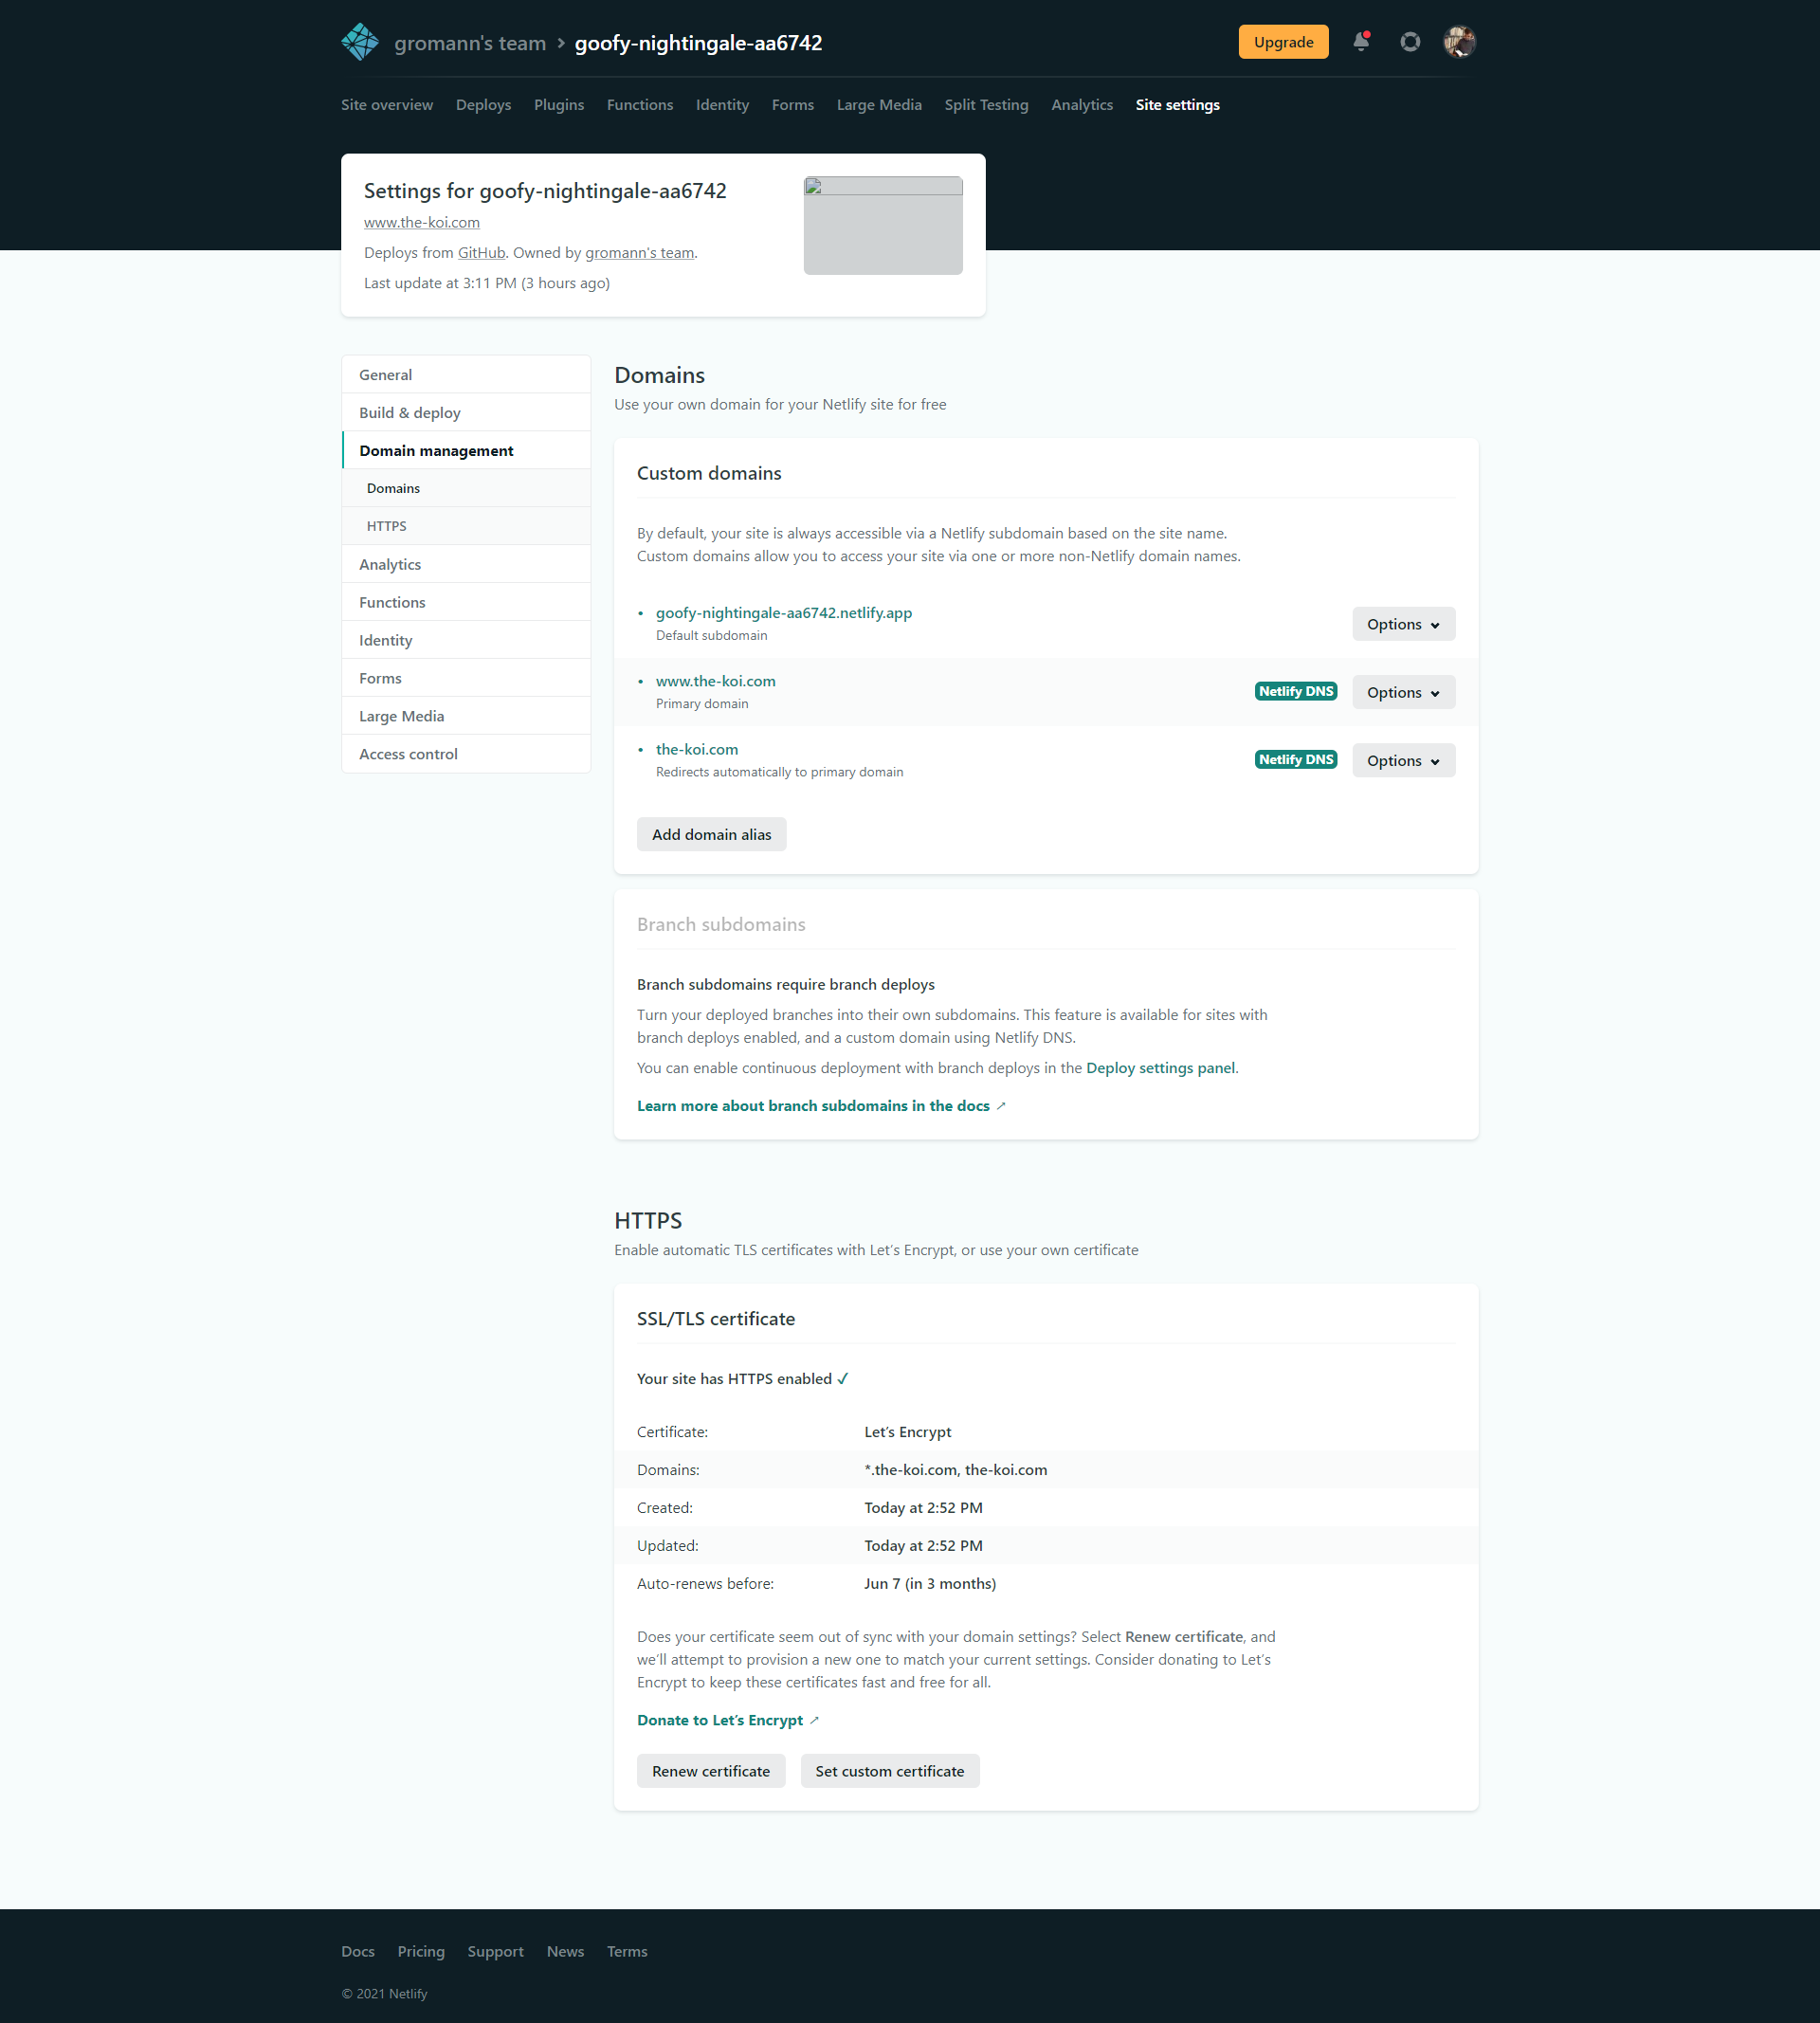 gromann's team > goofy-nightingale-aa6742
Upgrade
Site overview Deploys Plugins Functions Identity Forms Large Media Split Testing Analytics Site settings
Settings for goofy-nightingale-aa6742
www.the-koi.com
Deploys from GitHub. Owned by gromann's team.
Last update at 3:11 PM (3 hours ago)
General
Build & deploy
Domain management
Domains
HTTPS
Analytics
Functions
Identity
Forms
Large Media
Access control
Domains
Use your own domain for your Netlify site for free
Custom domains
By default, your site is always accessible via a Netlify subdomain based on the site name.
Custom domains allow you to access your site via one or more non-Netlify domain names.
• goofy-nightingale-aa6742.netlify.app
Default subdomain
Options
• www.the-koi.com
Primary domain
Netlify DNS Options
• the-koi.com
Redirects automatically to primary domain
Netlify DNS Options
Add domain alias
Branch subdomains
Branch subdomains require branch deploys
Turn your deployed branches into their own subdomains. This feature is available for sites with
branch deploys enabled, and a custom domain using Netlify DNS.
You can enable continuous deployment with branch deploys in the Deploy settings panel.
Learn more about branch subdomains in the docs ↗
HTTPS
Enable automatic TLS certificates with Let’s Encrypt, or use your own certificate
SSL/TLS certificate
Your site has HTTPS enabled ✓
Certificate: Let’s Encrypt
Domains: *.the-koi.com, the-koi.com
Created: Today at 2:52 PM
Updated: Today at 2:52 PM
Auto-renews before: Jun 7 (in 3 months)
Does your certificate seem out of sync with your domain settings? Select Renew certificate, and
we’ll attempt to provision a new one to match your current settings. Consider donating to Let’s
Encrypt to keep these certificates fast and free for all.
Donate to Let’s Encrypt ↗
Renew certificate Set custom certificate
Docs Pricing Support News Terms
© 2021 Netlify